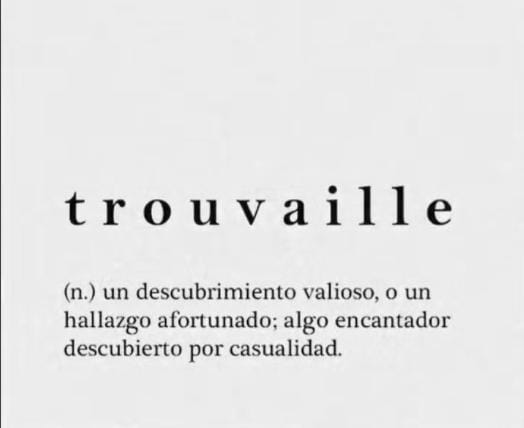 trouvaille
(n.) un descubrimiento valioso, o un
hallazgo afortunado; algo encantador
descubierto por casualidad.